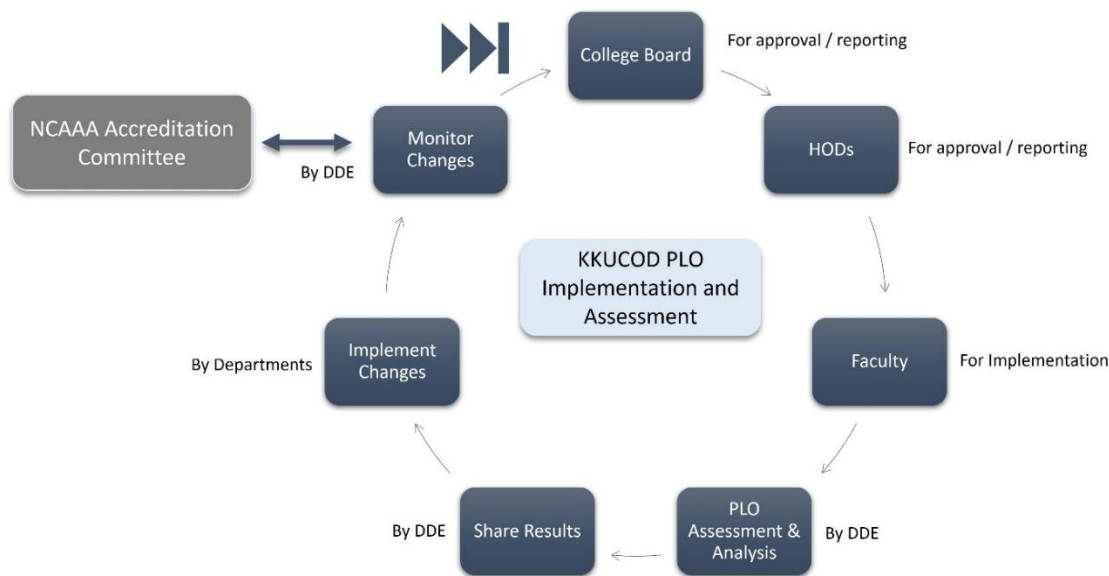 College Board
For approval / reporting
HODs
For approval / reporting
Faculty
For Implementation
PLO
Assessment &
Analysis
By DDE
Share Results
By DDE
Implement
Changes
By Departments
Monitor
Changes
By DDE
NCAAA Accreditation
Committee
KKUCOD PLO
Implementation and
Assessment